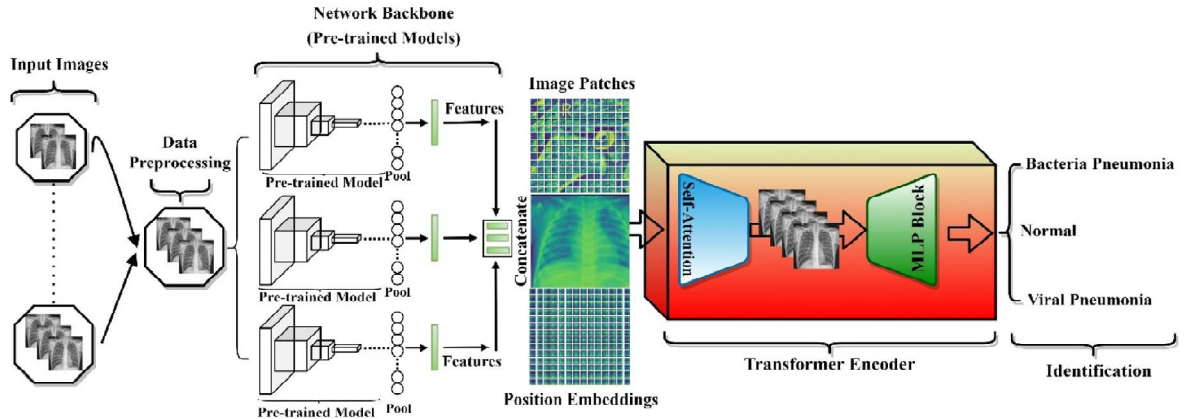 Network Backbone
(Pre-trained Models)
Input Images
Data
Preprocessing
Features
Pre-trained Model
Pool
Pre-trained Model
Pool
Features
Pre-trained Model
Pool
Concatenate
Image Patches
Position Embeddings
Self-Attention
MLP Block
Transformer Encoder
Bacteria Pneumonia
Normal
Viral Pneumonia
Identification